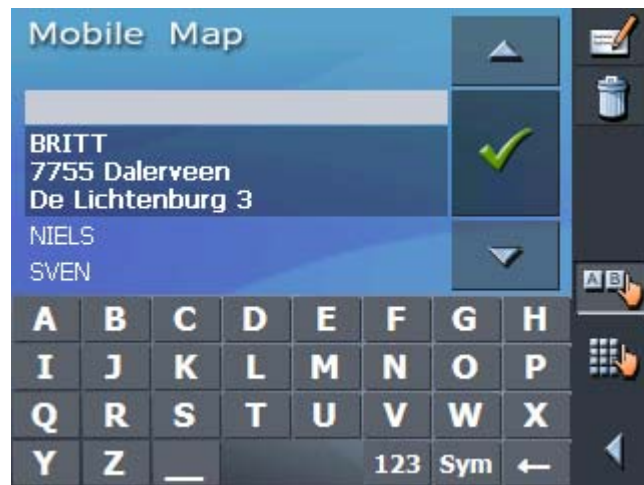 Mobile Map
BRITT
7755 Dalerveen
De Lichtenburg 3
NIELS
SVEN
A B
A B C D E F G H
I J K L M N O P
Q R S T U V W X
Y Z _ 123 Sym ←